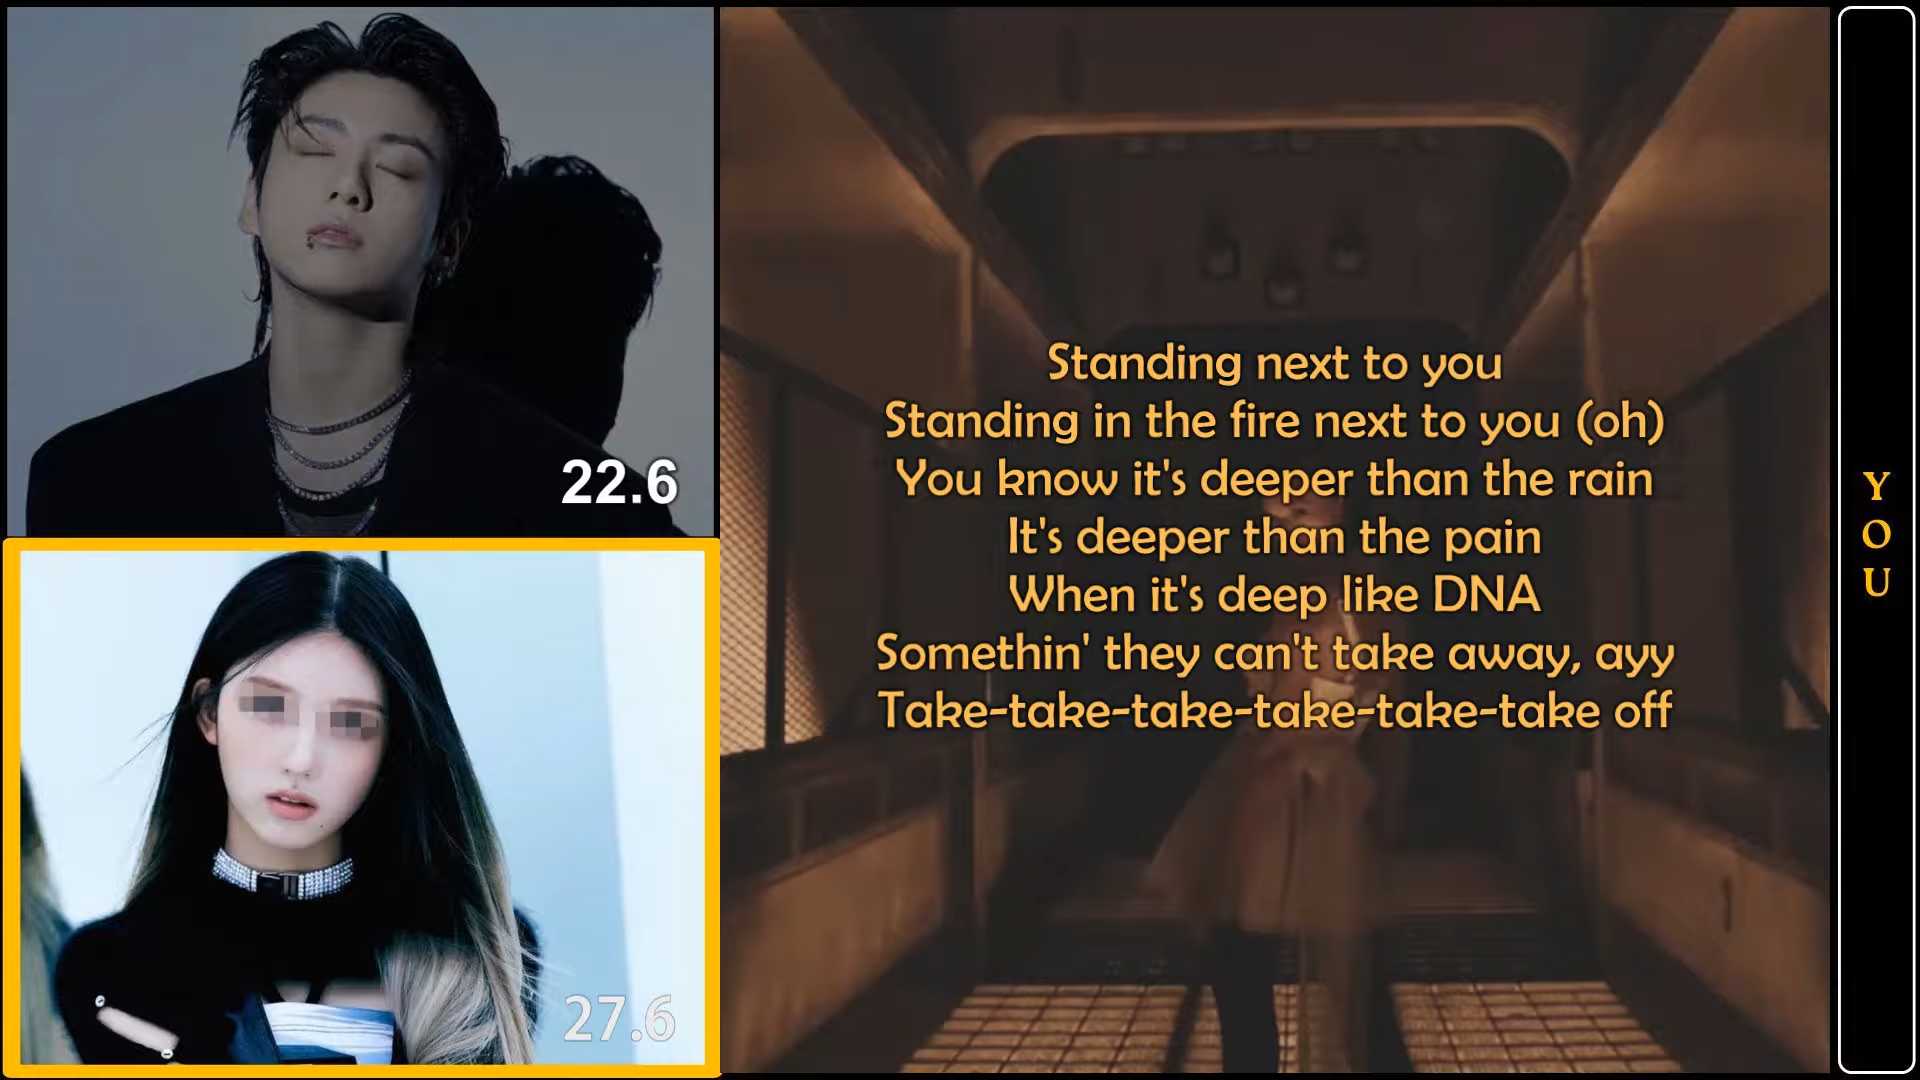 22.6
27.6
Standing next to you
Standing in the fire next to you (oh)
You know it's deeper than the rain
It's deeper than the pain
When it's deep like DNA
Somethin' they can't take away, ayy
Take-take-take-take-take-take off
YOU